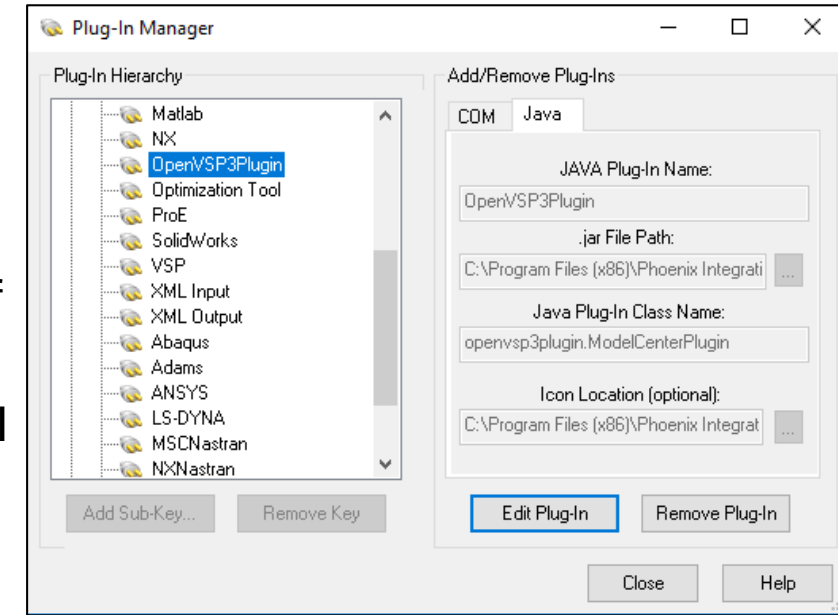 Plug-In Manager
Plug-In Hierarchy
Matlab
NX
OpenVSP3Plugin
Optimization Tool
ProE
SolidWorks
VSP
XML Input
XML Output
Abaqus
Adams
ANSYS
LS-DYNA
MSCNastran
NXNastran
Add Sub-Key...
Remove Key
Add/Remove Plug-Ins
COM
Java
JAVA Plug-In Name:
OpenVSP3Plugin
.jar File Path:
C:\Program Files (x86)\Phoenix Integrati
...
Java Plug-In Class Name:
openvsp3plugin.ModelCenterPlugin
Icon Location (optional):
C:\Program Files (x86)\Phoenix Integrat
...
Edit Plug-In
Remove Plug-In
Close
Help